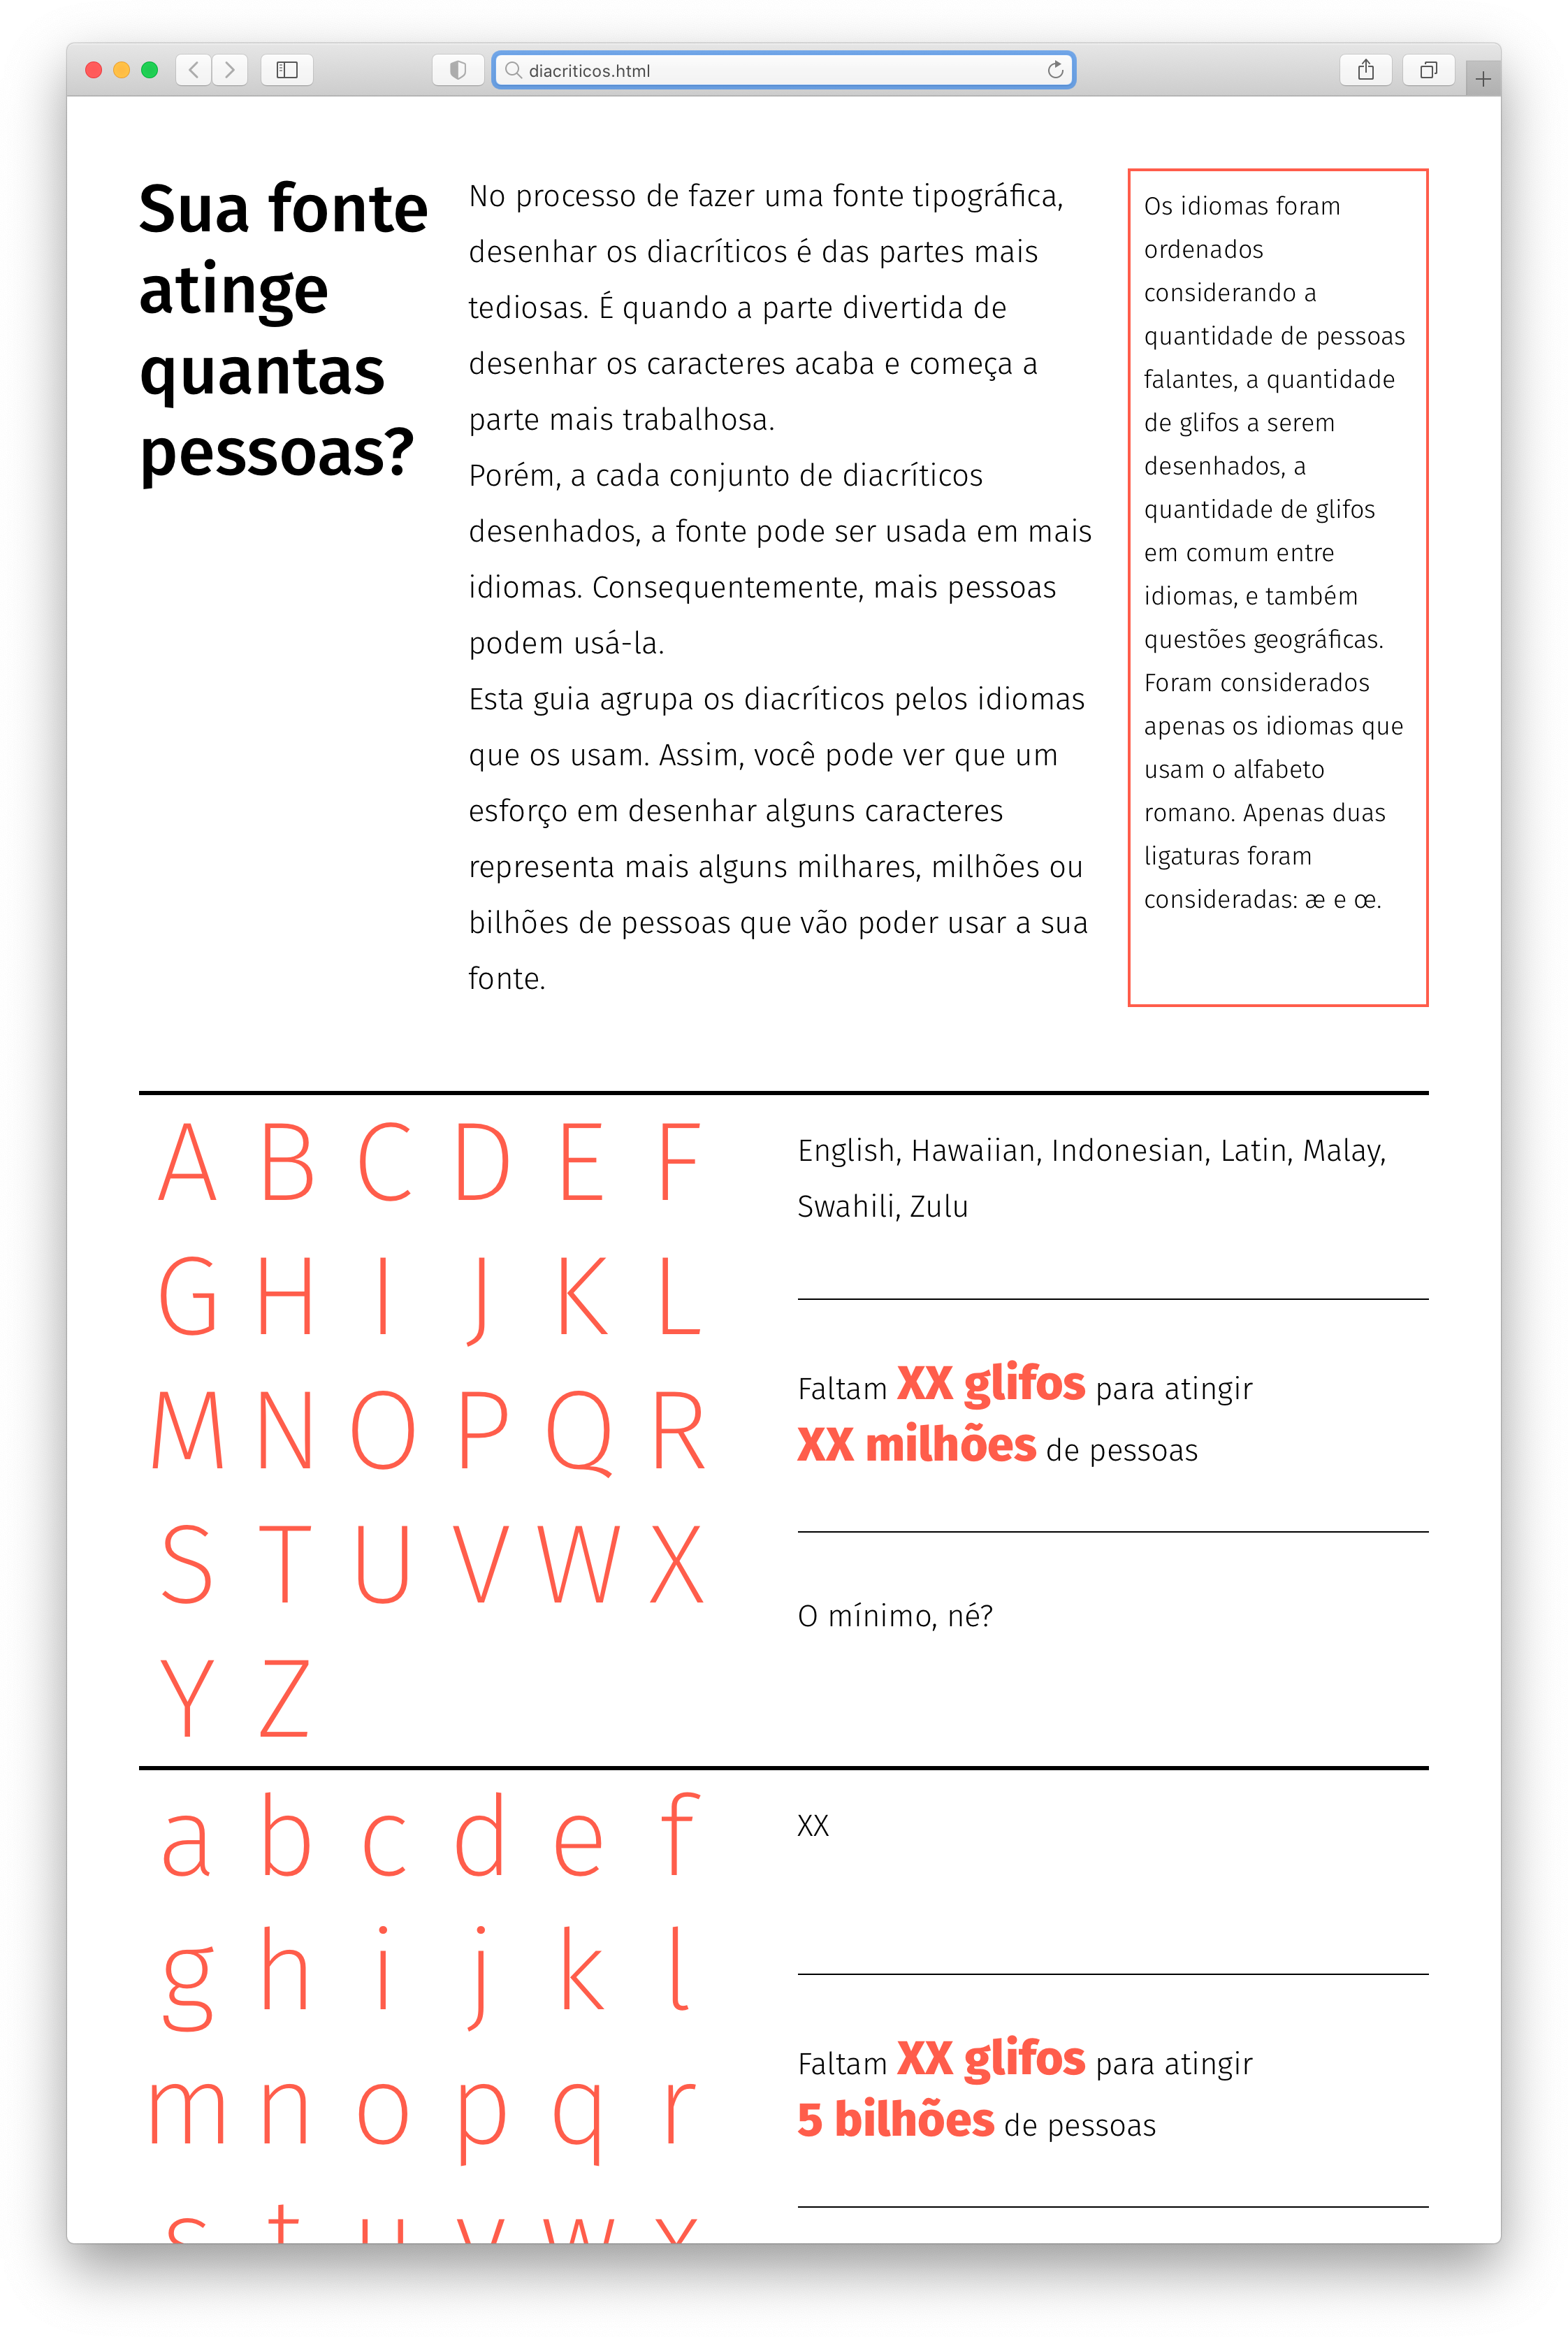 diacriticos.html
Sua fonte
atinge
quantas
pessoas?
No processo de fazer uma fonte tipográfica,
desenhar os diacríticos é das partes mais
tediosas. É quando a parte divertida de
desenhar os caracteres acaba e começa a
parte mais trabalhosa.
Porém, a cada conjunto de diacríticos
desenhados, a fonte pode ser usada em mais
idiomas. Consequentemente, mais pessoas
podem usá-la.
Esta guia agrupa os diacríticos pelos idiomas
que os usam. Assim, você pode ver que um
esforço em desenhar alguns caracteres
representa mais alguns milhares, milhões ou
bilhões de pessoas que vão poder usar a sua
fonte.
Os idiomas foram
ordenados
considerando a
quantidade de pessoas
falantes, a quantidade
de glifos a serem
desenhados, a
quantidade de glifos
em comum entre
idiomas, e também
questões geográficas.
Foram considerados
apenas os idiomas que
usam o alfabeto
romano. Apenas duas
ligaturas foram
consideradas: æ e œ.
A B C D E F
G H I J K L
M N O P Q R
S T U V W X
Y Z
English, Hawaiian, Indonesian, Latin, Malay,
Swahili, Zulu
Faltam XX glifos para atingir
XX milhões de pessoas
O mínimo, né?
a b c d e f
g h i j k l
m n o p q r
s t u v w x
XX
Faltam XX glifos para atingir
5 bilhões de pessoas